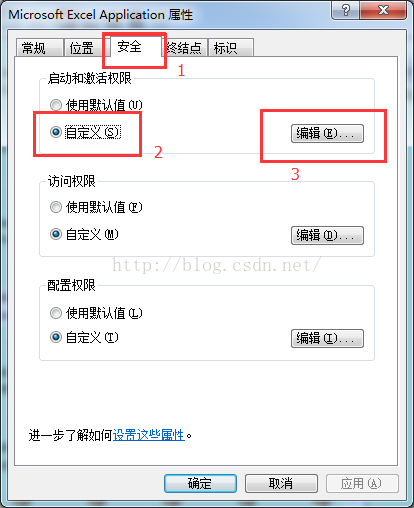 Microsoft Excel Application 属性
常规 位置 安全 终结点 标识
1
启动和激活权限
使用默认值(U)
自定义(S) 编辑(E)...
2
3
访问权限
使用默认值(F)
自定义(M) 编辑(D)...
http://blog.csdn.net/
配置权限
使用默认值(L)
自定义(T) 编辑(I)...
进一步了解如何设置这些属性。
确定 取消 应用(A)